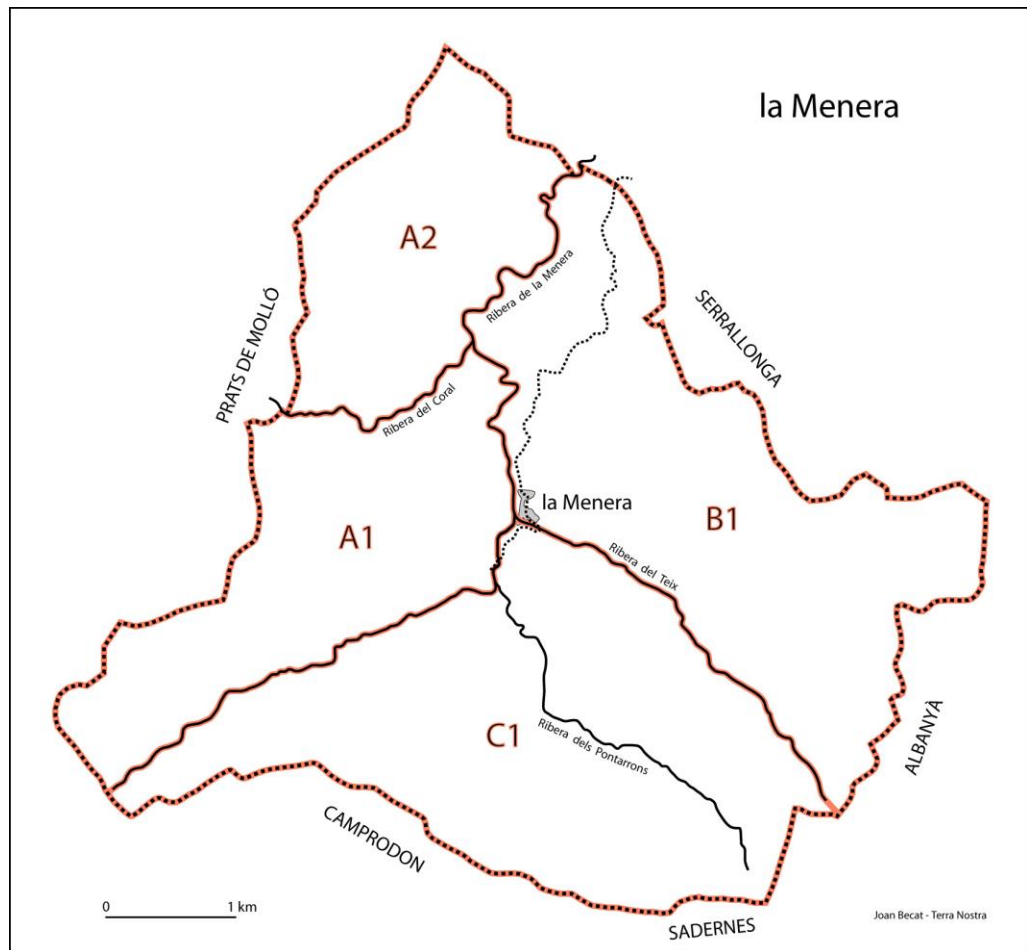 la Menera
A2
Ribera de la Menera
PRATS DE MOLLÓ
SERRALLONGA
Ribera del Coral
la Menera
B1
A1
Ribera del Teix
C1
Ribera dels Pontarrons
ALBANYÀ
CAMPRODON
0 1 km
SADERNES
Joan Becat - Terra Nostra